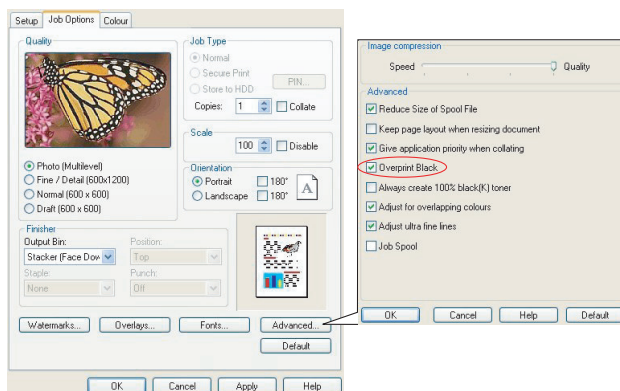 Setup Job Options Colour
Quality
Photo (Multilevel)
Fine / Detail (600x1200)
Normal (600 x 600)
Draft (600 x 600)
Job Type
Normal
Secure Print
Store to HDD
PIN...
Copies: 1 Collate
Scale
100 Disable
Orientation
Portrait 180°
Landscape 180°
A
Finisher
Output Bin: Position:
Stacker (Face Dow Top
Staple: Punch:
None Off
Watermarks... Overlays... Fonts... Advanced...
Default
OK Cancel Apply Help
Image compression
Speed Quality
Advanced
Reduce Size of Spool File
Keep page layout when resizing document
Give application priority when collating
Overprint Black
Always create 100% black(K) toner
Adjust for overlapping colours
Adjust ultra fine lines
Job Spool
OK Cancel Help Default